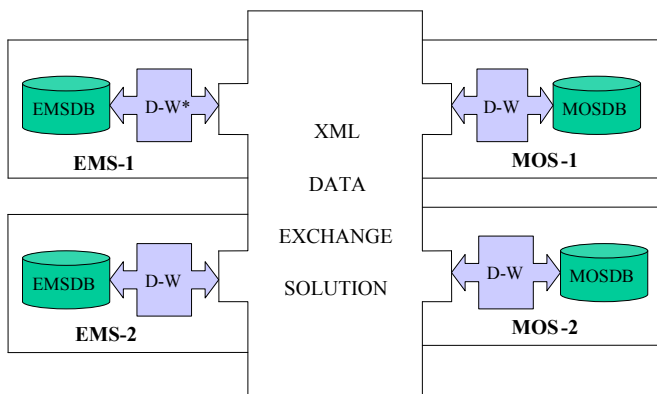 EMSDB
D-W*
EMS-1
EMSDB
D-W
EMS-2
XML
DATA
EXCHANGE
SOLUTION
D-W
MOSDB
MOS-1
D-W
MOSDB
MOS-2